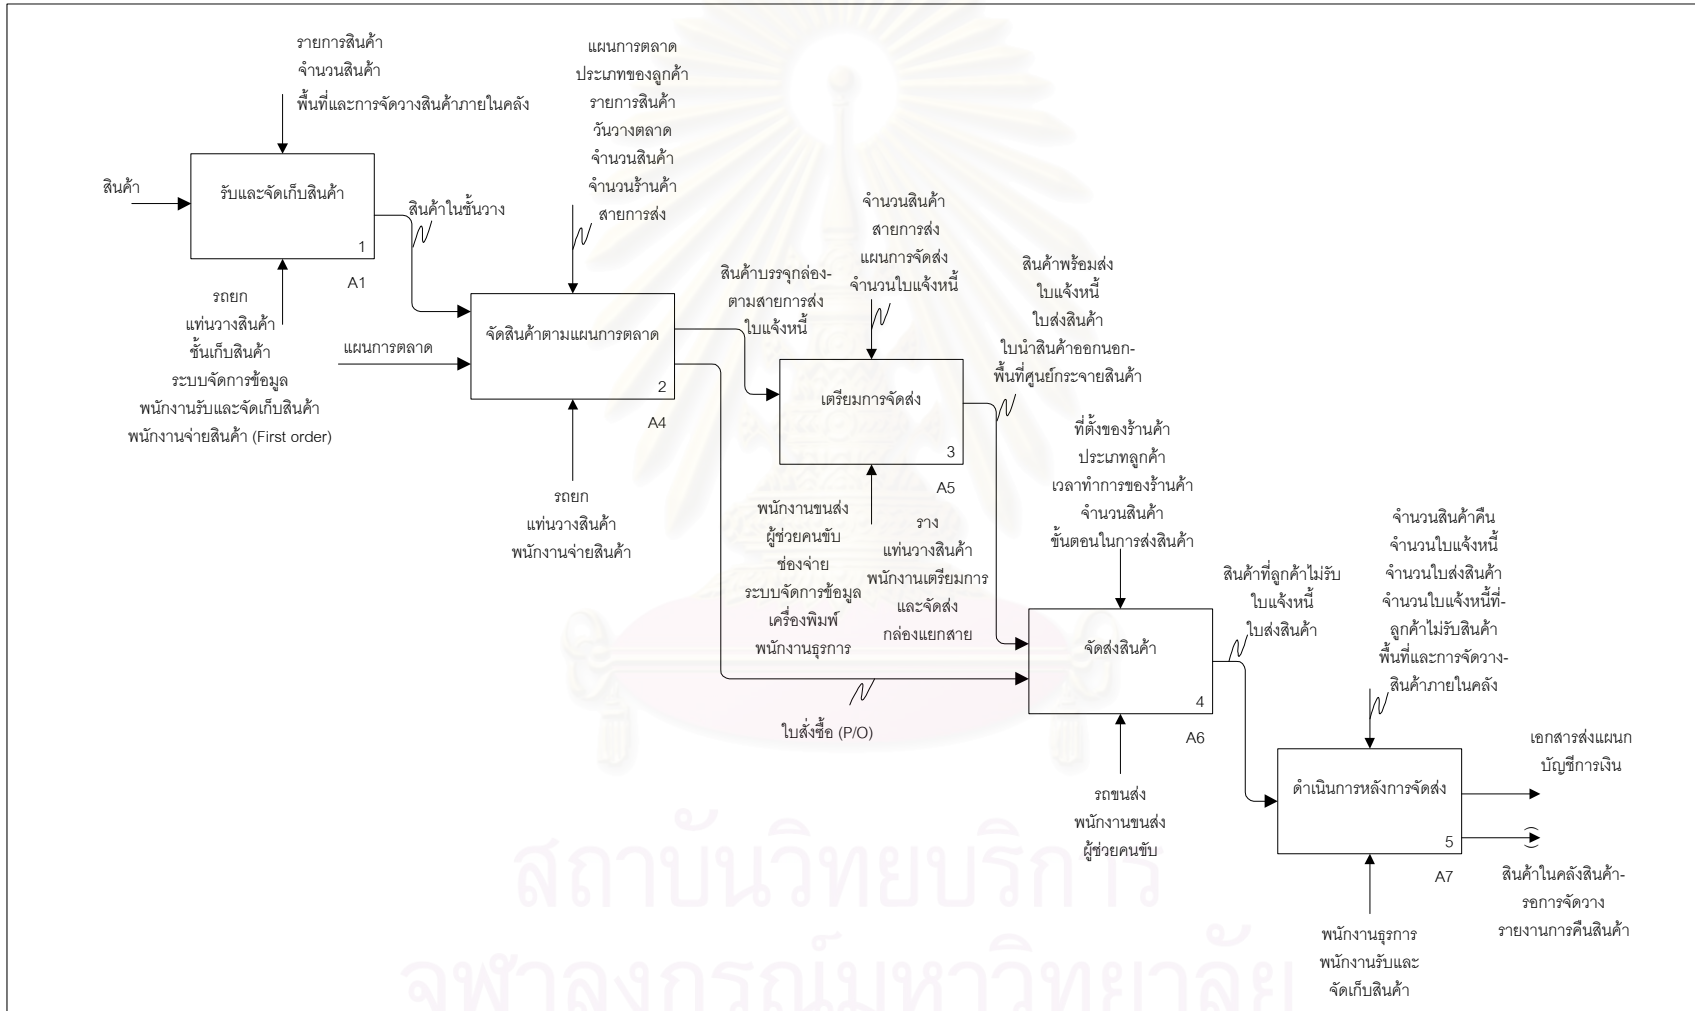 รายการสินค้า
จำนวนสินค้า
พื้นที่และการจัดวางสินค้าภายในคลัง
สินค้า
รับและจัดเก็บสินค้า
1
A1
รถยก
แท่นวางสินค้า
ชั้นเก็บสินค้า
ระบบจัดการข้อมูล
พนักงานรับและจัดเก็บสินค้า
พนักงานจ่ายสินค้า (First order)
สินค้าในชั้นวาง
แผนการตลาด
ประเภทของลูกค้า
รายการสินค้า
วันวางตลาด
จำนวนสินค้า
จำนวนร้านค้า
สายการส่ง
แผนการตลาด
จัดสินค้าตามแผนการตลาด
2
A4
รถยก
แท่นวางสินค้า
พนักงานจ่ายสินค้า
สินค้าบรรจุกล่อง-
ตามสายการส่ง
ใบแจ้งหนี้
จำนวนสินค้า
สายการส่ง
แผนการจัดส่ง
จำนวนใบแจ้งหนี้
เตรียมการจัดส่ง
3
A5
พนักงานขนส่ง
ผู้ช่วยคนขับ
ช่องจ่าย
ระบบจัดการข้อมูล
เครื่องพิมพ์
พนักงานธุรการ
ราง
แท่นวางสินค้า
พนักงานเตรียมการ
และจัดส่ง
กล่องแยกสาย
สินค้าพร้อมส่ง
ใบแจ้งหนี้
ใบส่งสินค้า
ใบนำสินค้าออกนอก-
พื้นที่ศูนย์กระจายสินค้า
ใบสั่งซื้อ (P/O)
ที่ตั้งของร้านค้า
ประเภทลูกค้า
เวลาทำการของร้านค้า
จำนวนสินค้า
ขั้นตอนในการส่งสินค้า
จัดส่งสินค้า
4
A6
รถขนส่ง
พนักงานขนส่ง
ผู้ช่วยคนขับ
สินค้าที่ลูกค้าไม่รับ
ใบแจ้งหนี้
ใบส่งสินค้า
จำนวนสินค้าคืน
จำนวนใบแจ้งหนี้
จำนวนใบส่งสินค้า
จำนวนใบแจ้งหนี้ที่-
ลูกค้าไม่รับสินค้า
พื้นที่และการจัดวาง-
สินค้าภายในคลัง
ดำเนินการหลังการจัดส่ง
5
A7
พนักงานธุรการ
พนักงานรับและ
จัดเก็บสินค้า
เอกสารส่งแผนก
บัญชีการเงิน
สินค้าในคลังสินค้า-
รอการจัดวาง
รายงานการคืนสินค้า
สถาบันวิทยบริการ
จุฬาลงกรณ์มหาวิทยาลัย